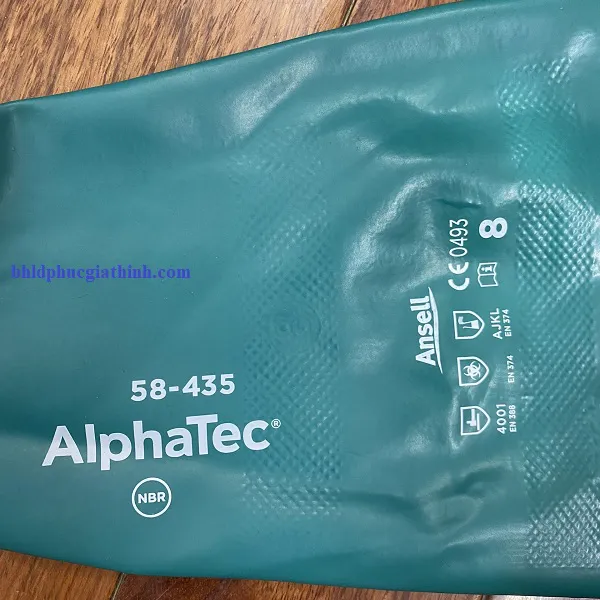 bhldphucgiathinh.com
58-435
AlphaTec®
NBR
Ansell
CE 0493
8
AJKL
EN 374
EN 374
4001
EN 388